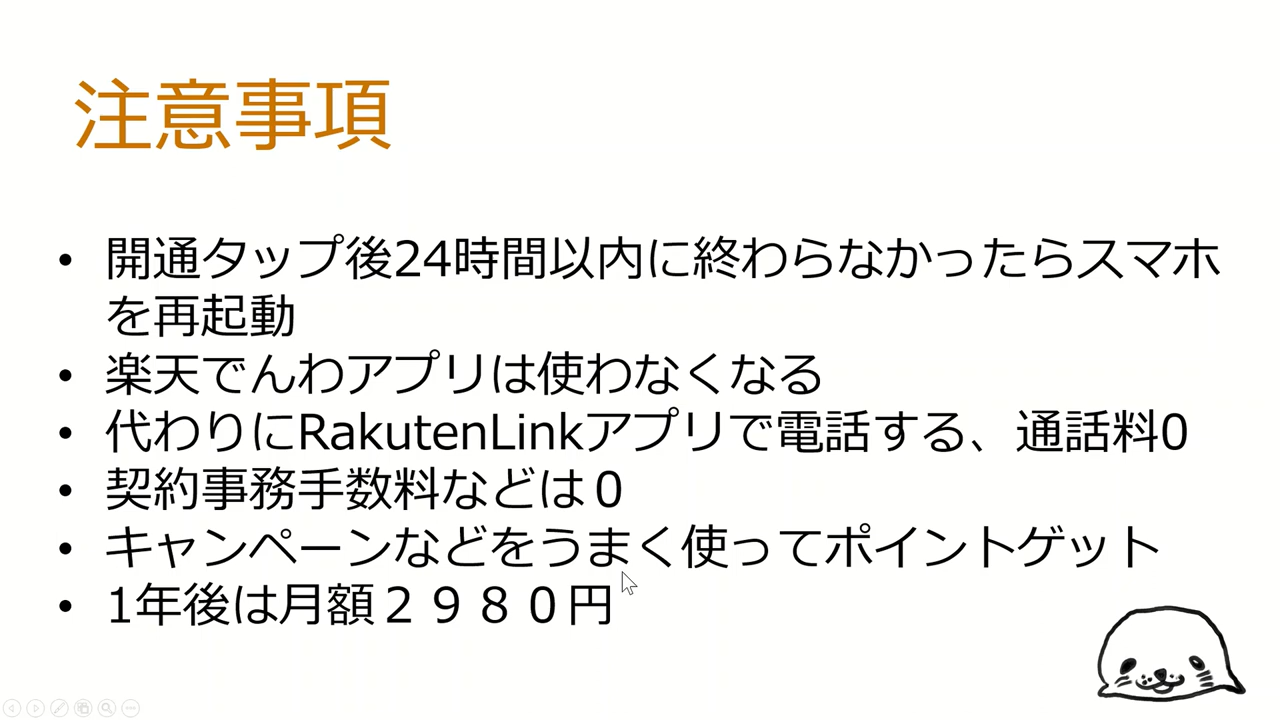 注意事項
• 開通タップ後24時間以内に終わらなかったらスマホ
を再起動
• 楽天でんわアプリは使わなくなる
• 代わりにRakutenLinkアプリで電話する、通話料0
• 契約事務手数料などは０
• キャンペーンなどをうまく使ってポイントゲット
• 1年後は月額２９８０円